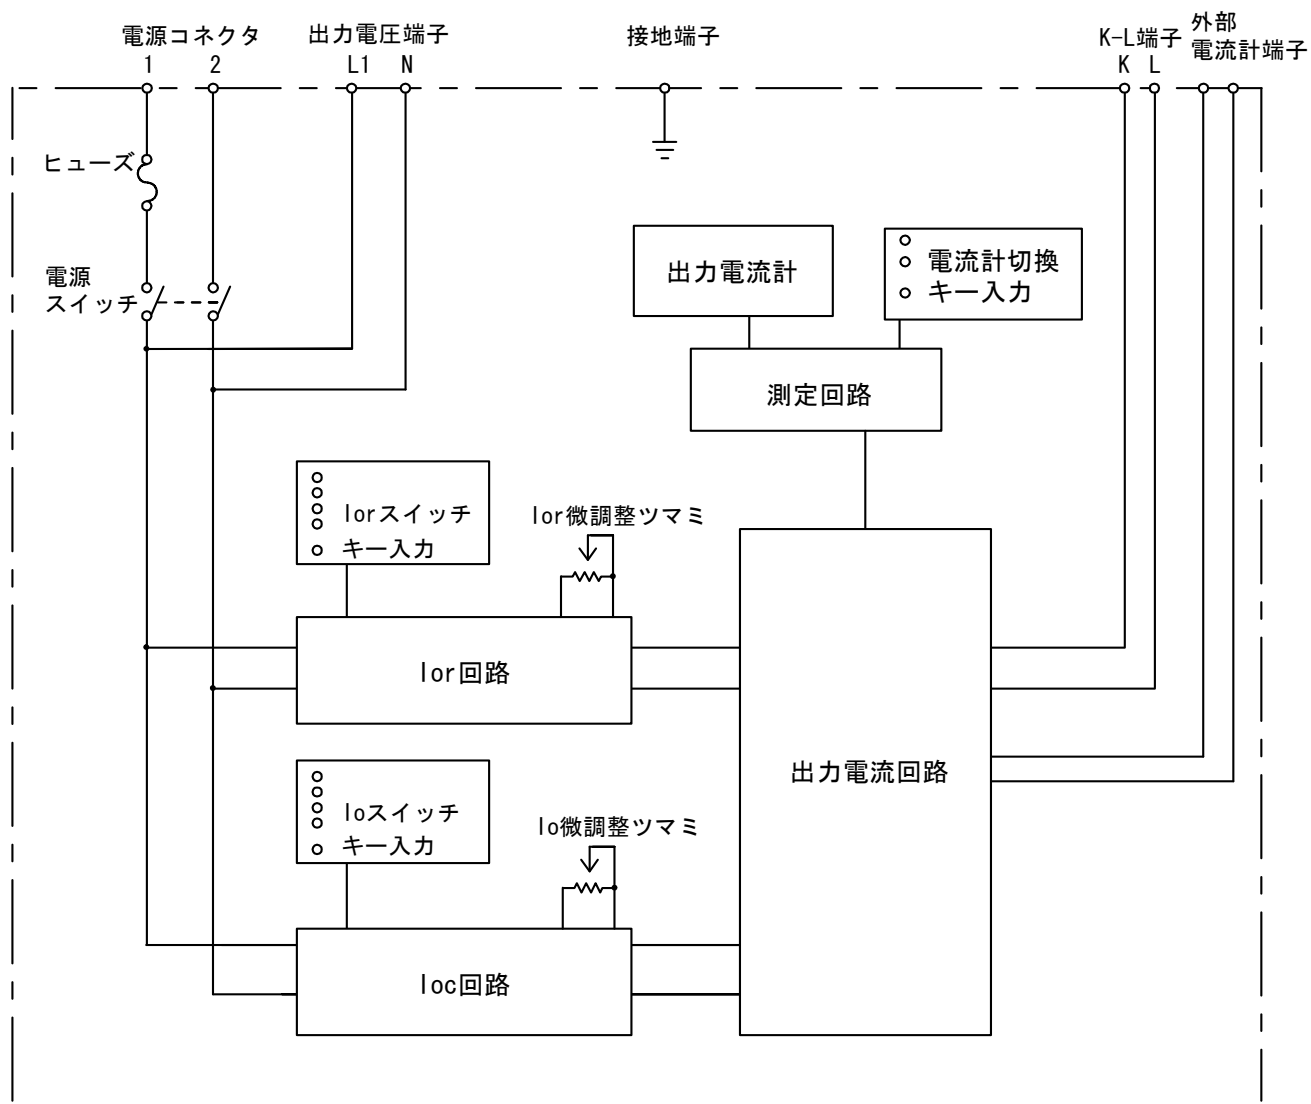 電源コネクタ
1 2
出力電圧端子
L1 N
接地端子
K-L端子
K L
外部
電流計端子
ヒューズ
電源
スイッチ
出力電流計
電流計切換
キー入力
測定回路
Iorスイッチ
キー入力
Ior微調整ツマミ
Ior回路
出力電流回路
Ioスイッチ
キー入力
Io微調整ツマミ
Ioc回路